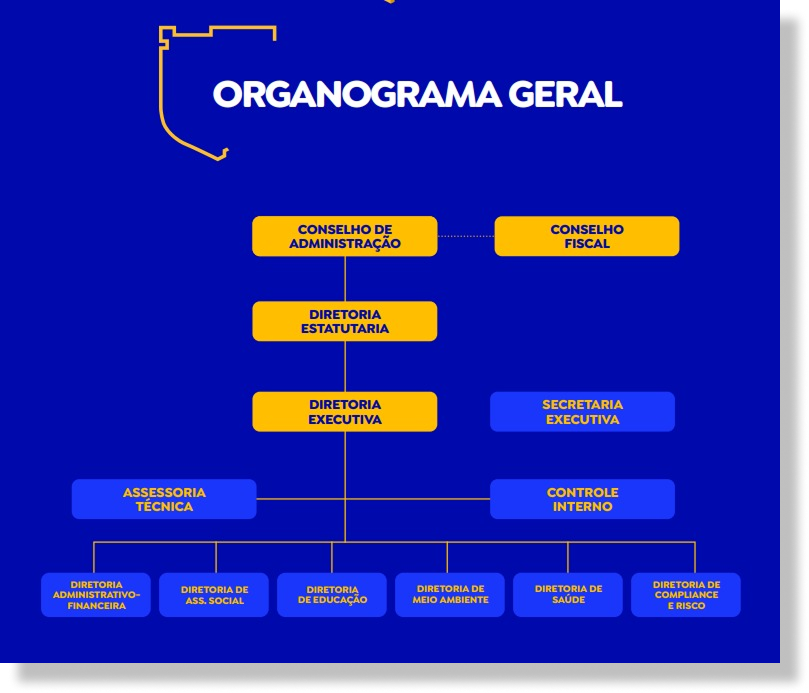 ORGANOGRAMA GERAL
CONSELHO DE
ADMINISTRAÇÃO
CONSELHO
FISCAL
DIRETORIA
ESTATUTARIA
DIRETORIA
EXECUTIVA
SECRETARIA
EXECUTIVA
ASSESSORIA
TÉCNICA
CONTROLE
INTERNO
DIRETORIA
ADMINISTRATIVO-
FINANCEIRA
DIRETORIA DE
ASS. SOCIAL
DIRETORIA
DE EDUCAÇÃO
DIRETORIA DE
MEIO AMBIENTE
DIRETORIA DE
SAÚDE
DIRETORIA DE
COMPLIANCE
E RISCO